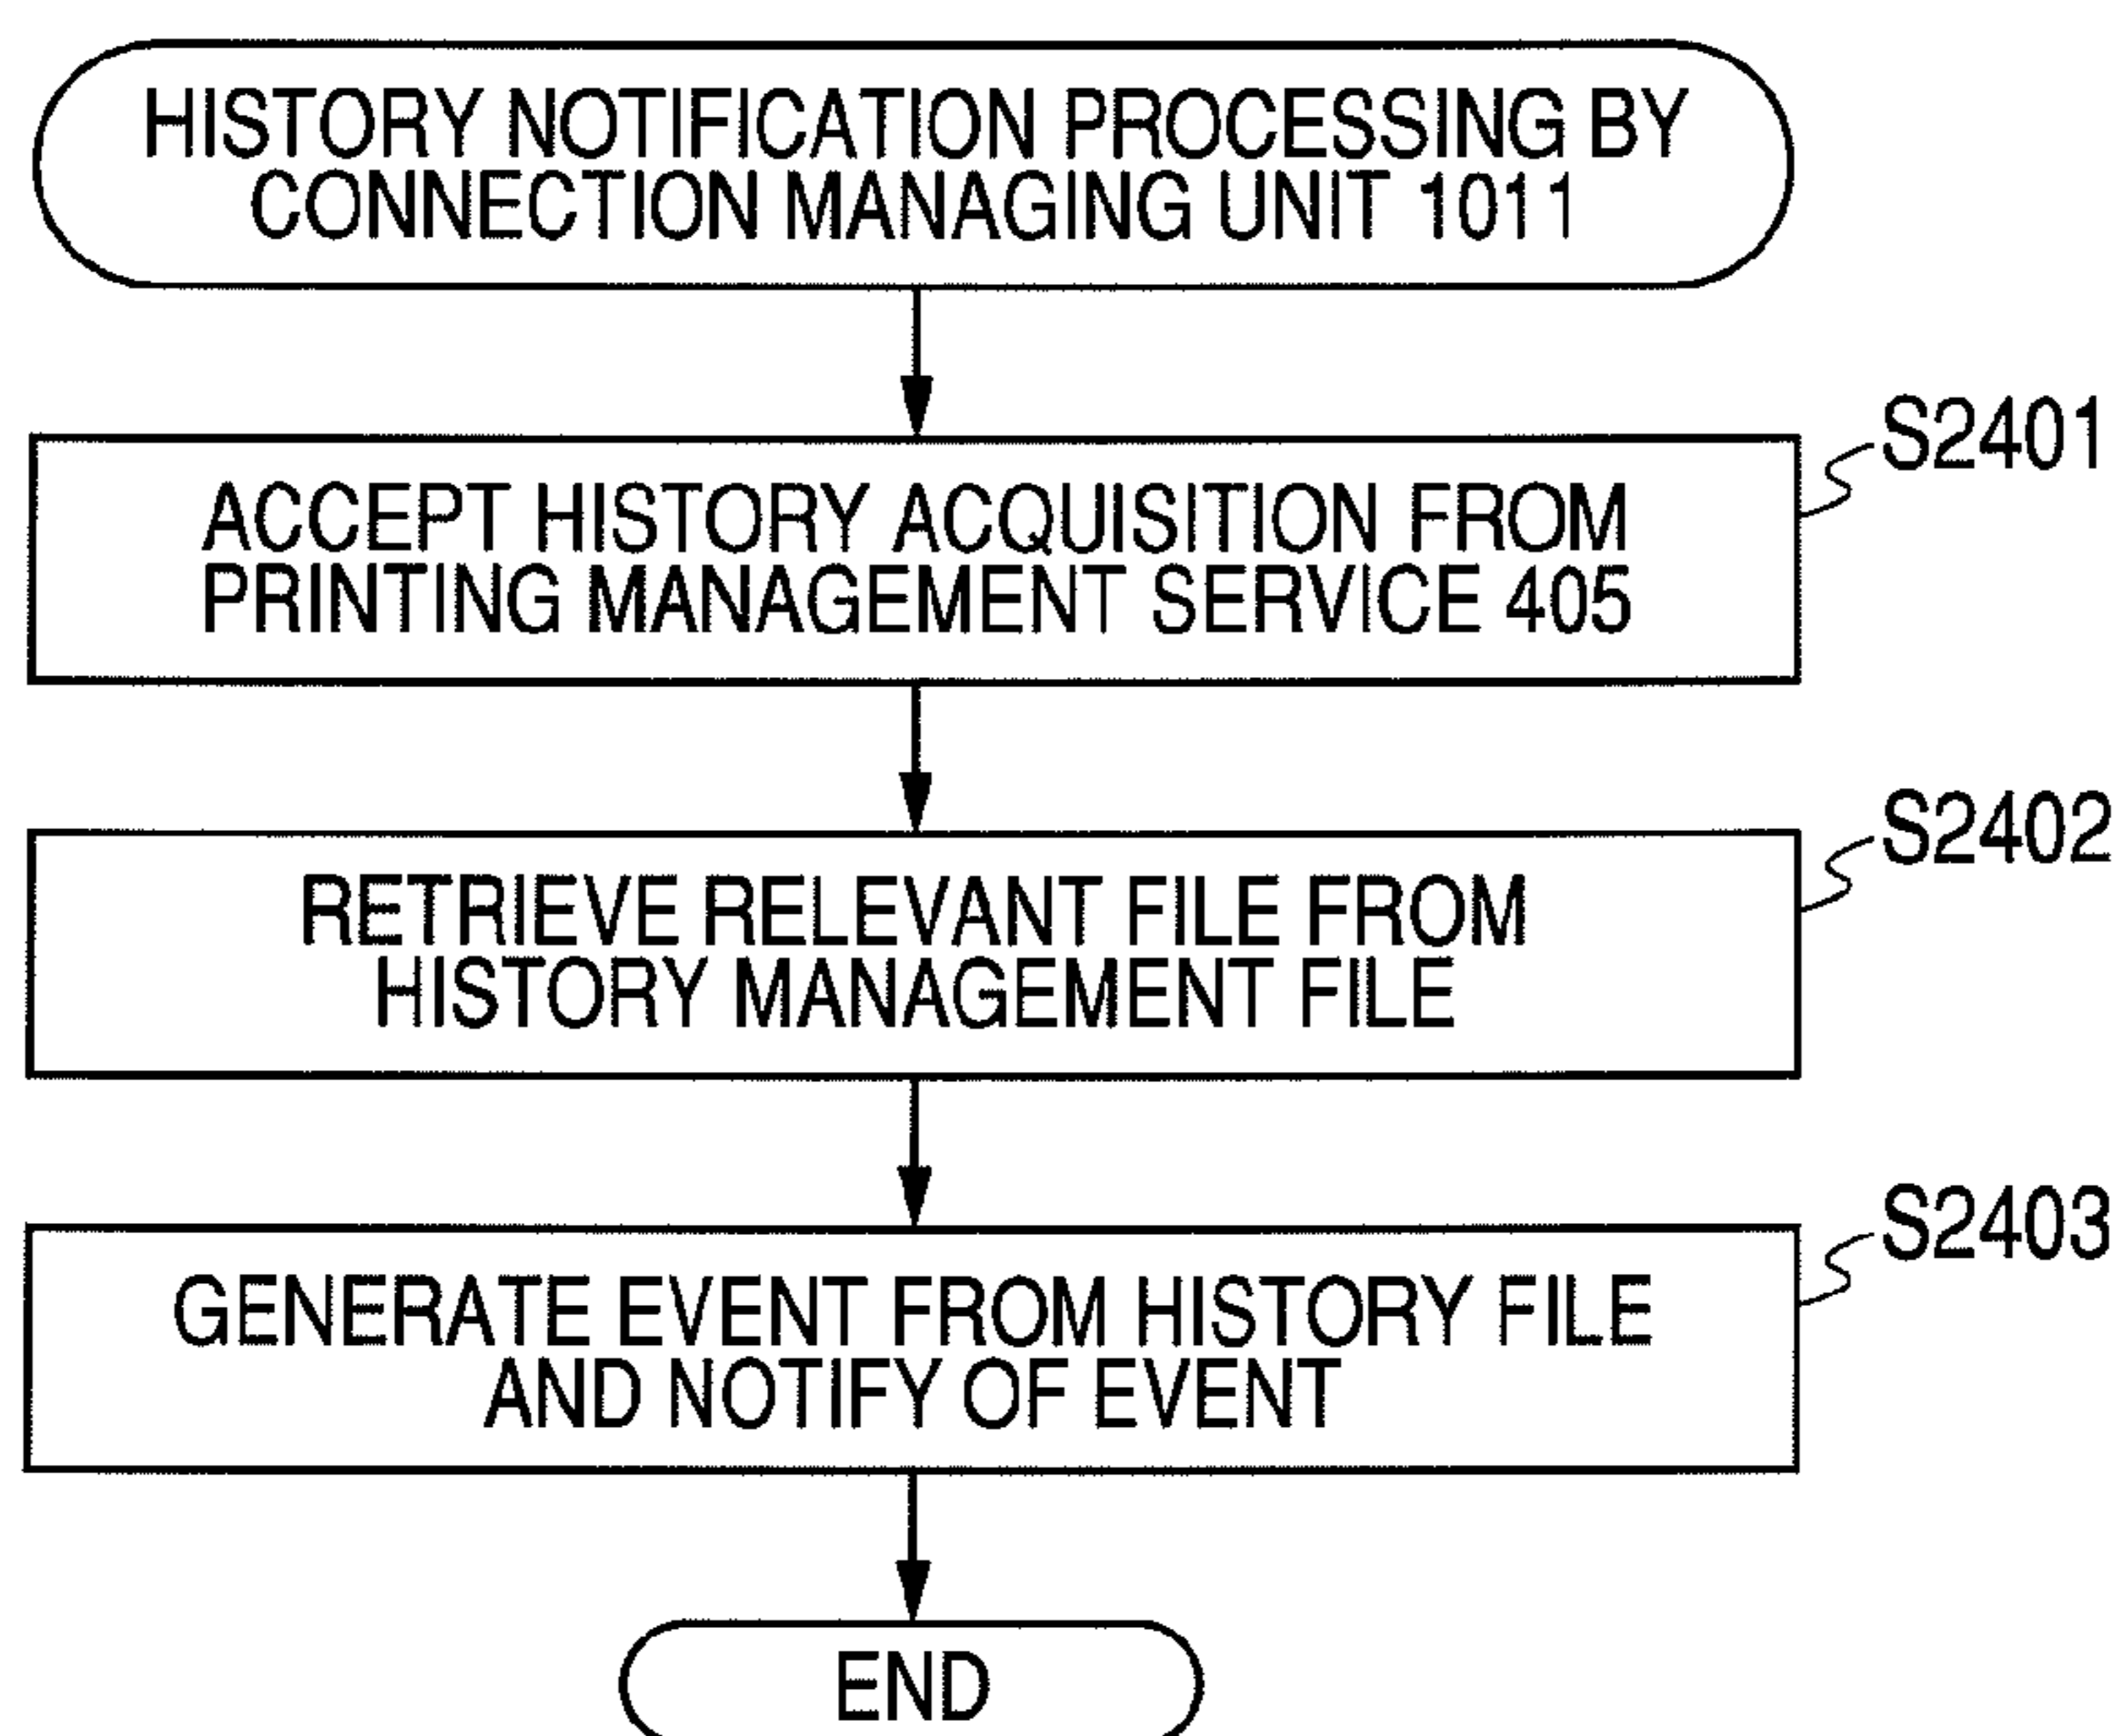 HISTORY NOTIFICATION PROCESSING BY
CONNECTION MANAGING UNIT 1011
S2401
ACCEPT HISTORY ACQUISITION FROM
PRINTING MANAGEMENT SERVICE 405
S2402
RETRIEVE RELEVANT FILE FROM
HISTORY MANAGEMENT FILE
S2403
GENERATE EVENT FROM HISTORY FILE
AND NOTIFY OF EVENT
END